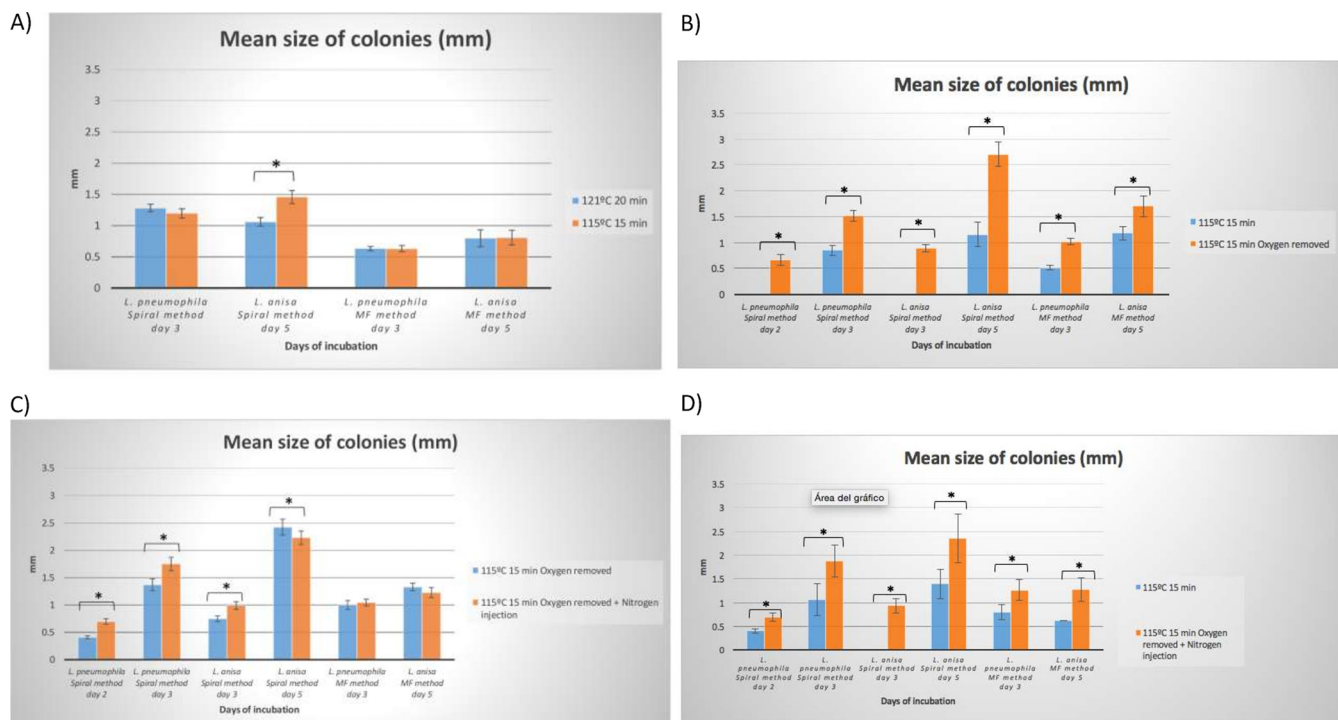 A)
Mean size of colonies (mm)
3.5
3
2.5
2
1.5
1
0.5
0
mm
*
121ºC 20 min
115ºC 15 min
L. pneumophila
Spiral method
day 3
L. anisa
Spiral method
day 5
L. pneumophila
MF method
day 3
L. anisa
MF method
day 5
Days of incubation
B)
Mean size of colonies (mm)
3.5
3
2.5
2
1.5
1
0.5
0
mm
*
*
*
*
*
*
115ºC 15 min
115ºC 15 min Oxygen removed
L. pneumophila
Spiral method
day 2
L. pneumophila
Spiral method
day 3
L. anisa
Spiral method
day 3
L. anisa
Spiral method
day 5
L. pneumophila
MF method
day 3
L. anisa
MF method
day 5
Days of incubation
C)
Mean size of colonies (mm)
3.5
3
2.5
2
1.5
1
0.5
0
mm
*
*
*
*
115ºC 15 min Oxygen removed
115ºC 15 min Oxygen removed + Nitrogen
injection
L. pneumophila
Spiral method
day 2
L. pneumophila
Spiral method
day 3
L. anisa
Spiral method
day 3
L. anisa
Spiral method
day 5
L. pneumophila
MF method
day 3
L. anisa
MF method
day 5
Days of incubation
D)
Mean size of colonies (mm)
Área del gráfico
3.5
3
2.5
2
1.5
1
0.5
0
mm
*
*
*
*
*
*
115ºC 15 min
115ºC 15 min Oxygen
removed + Nitrogen
injection
L.
pneumophila
Spiral method
day 2
L.
pneumophila
Spiral method
day 3
L. anisa
Spiral method
day 3
L. anisa
Spiral method
day 5
L.
pneumophila
MF method
day 3
L. anisa
MF method
day 5
Days of incubation